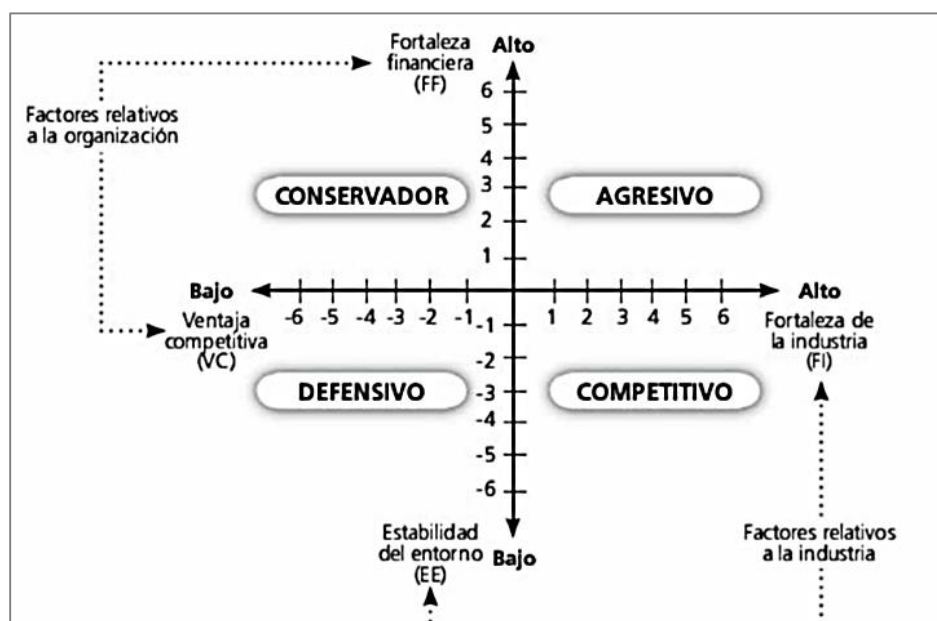 Fortaleza
financiera
(FF)
Alto
Factores relativos
a la organización
6
5
4
3
2
1
CONSERVADOR
AGRESIVO
Bajo
Alto
-6 -5 -4 -3 -2 -1
1 2 3 4 5 6
Ventaja
competitiva
(VC)
Fortaleza de
la industria
(FI)
-1
-2
-3
-4
-5
-6
DEFENSIVO
COMPETITIVO
Estabilidad
del entorno
(EE)
Bajo
Factores relativos
a la industria